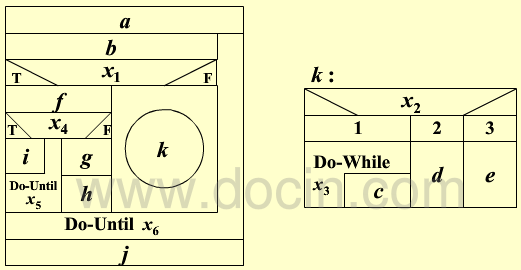 a
b
T x1 F
f
T x4 F
i g
Do-Until
x5
h
k
Do-Until x6
j
k :
x2
1 2 3
Do-While
x3 c
d e
www.docin.com